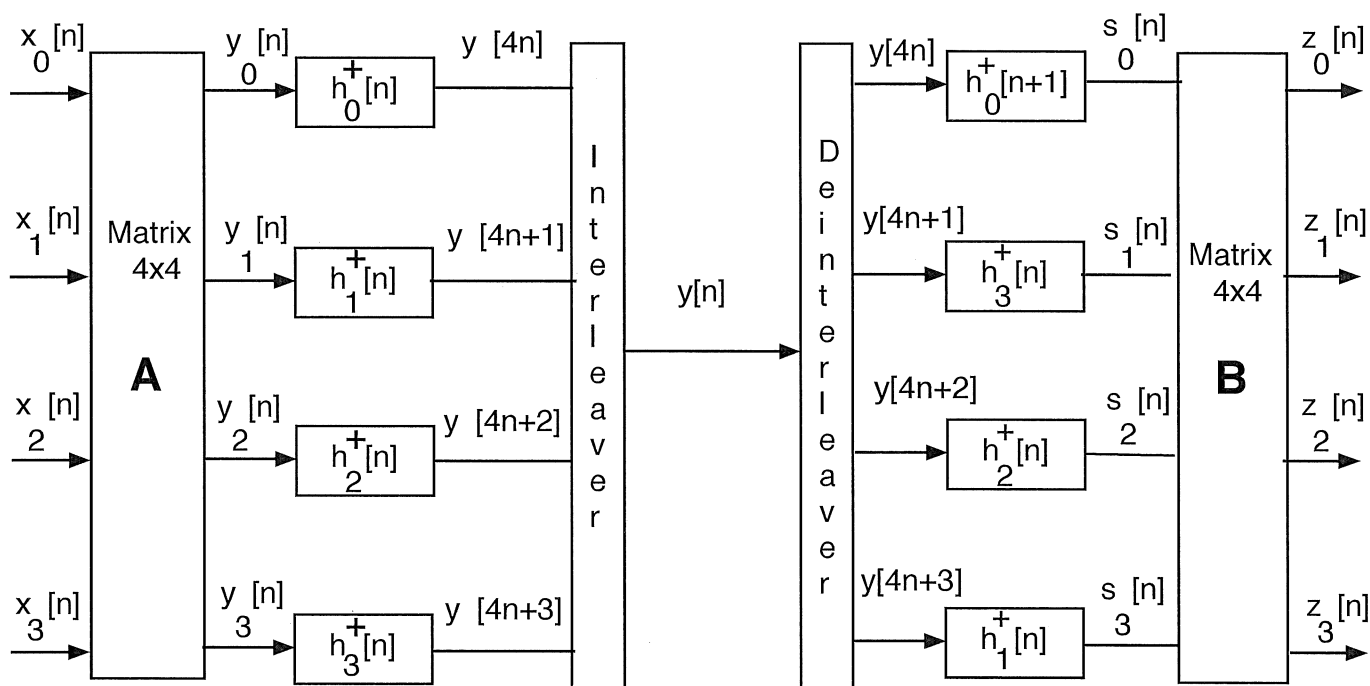 x0[n]
y0[n]
h0+[n]
y [4n]
y[4n]
h0+[n+1]
s0[n]
z0[n]
x1[n]
Matrix
4x4
A
y1[n]
h1+[n]
y [4n+1]
Interleaver
y[n]
Deinterleaver
y[4n+1]
h3+[n]
s1[n]
Matrix
4x4
B
z1[n]
x2[n]
y2[n]
h2+[n]
y [4n+2]
y[4n+2]
h2+[n]
s2[n]
z2[n]
x3[n]
y3[n]
h3+[n]
y [4n+3]
y[4n+3]
h1+[n]
s3[n]
z3[n]